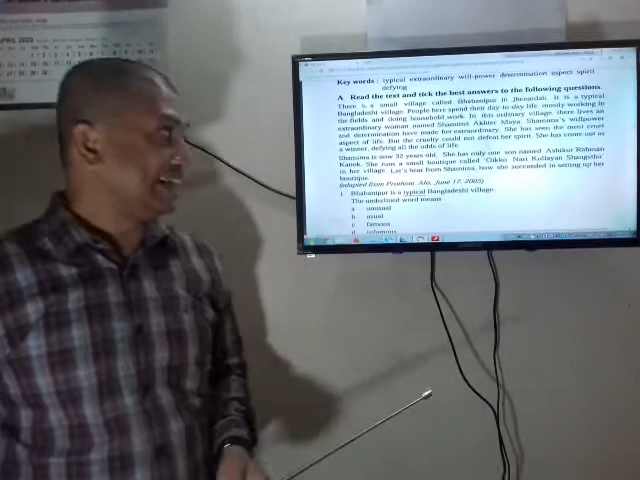 APRIL 2020
Key words : typical extraordinary will-power determination aspect spirit
defying
A Read the text and tick the best answers to the following questions.
There is a small village called Bhabanipur in Jhenaidah. It is a typical
Bangladeshi village. People here spend their day to day life, mostly working in
the fields and doing household work. In this ordinary village, there lives an
extraordinary woman named Shamima Akhter Maya. Shamima's willpower
and determination have made her extraordinary. She has seen the most cruel
aspect of life. But the cruelty could not defeat her spirit. She has come out as
a winner, defying all the odds of life.
Shamima is now 32 years old. She has only one son named Ashikur Rahman
She runs a small boutique called 'Oikko Nari Kollayan
in her village. Let's hear from Shamima, how she succeeded in setting up her
boutique.
(adapted from Prothom Alo, June 17, 2005)
1 Bhabanipur is a typical Bangladeshi village.
The underlined word means
a unusual
b usual
c famous
d infamous